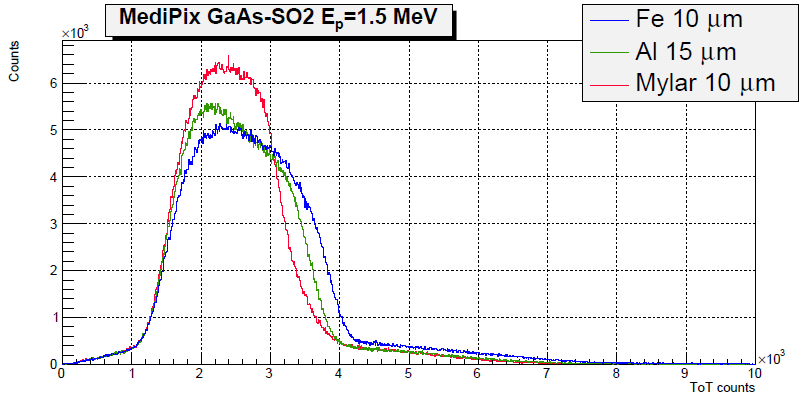 MediPix GaAs-SO2 Ep=1.5 MeV
Fe 10 μm
Al 15 μm
Mylar 10 μm
×10³
Counts
6
5
4
3
2
1
0
0 1 2 3 4 5 6 7 8 9 10
×10³
ToT counts